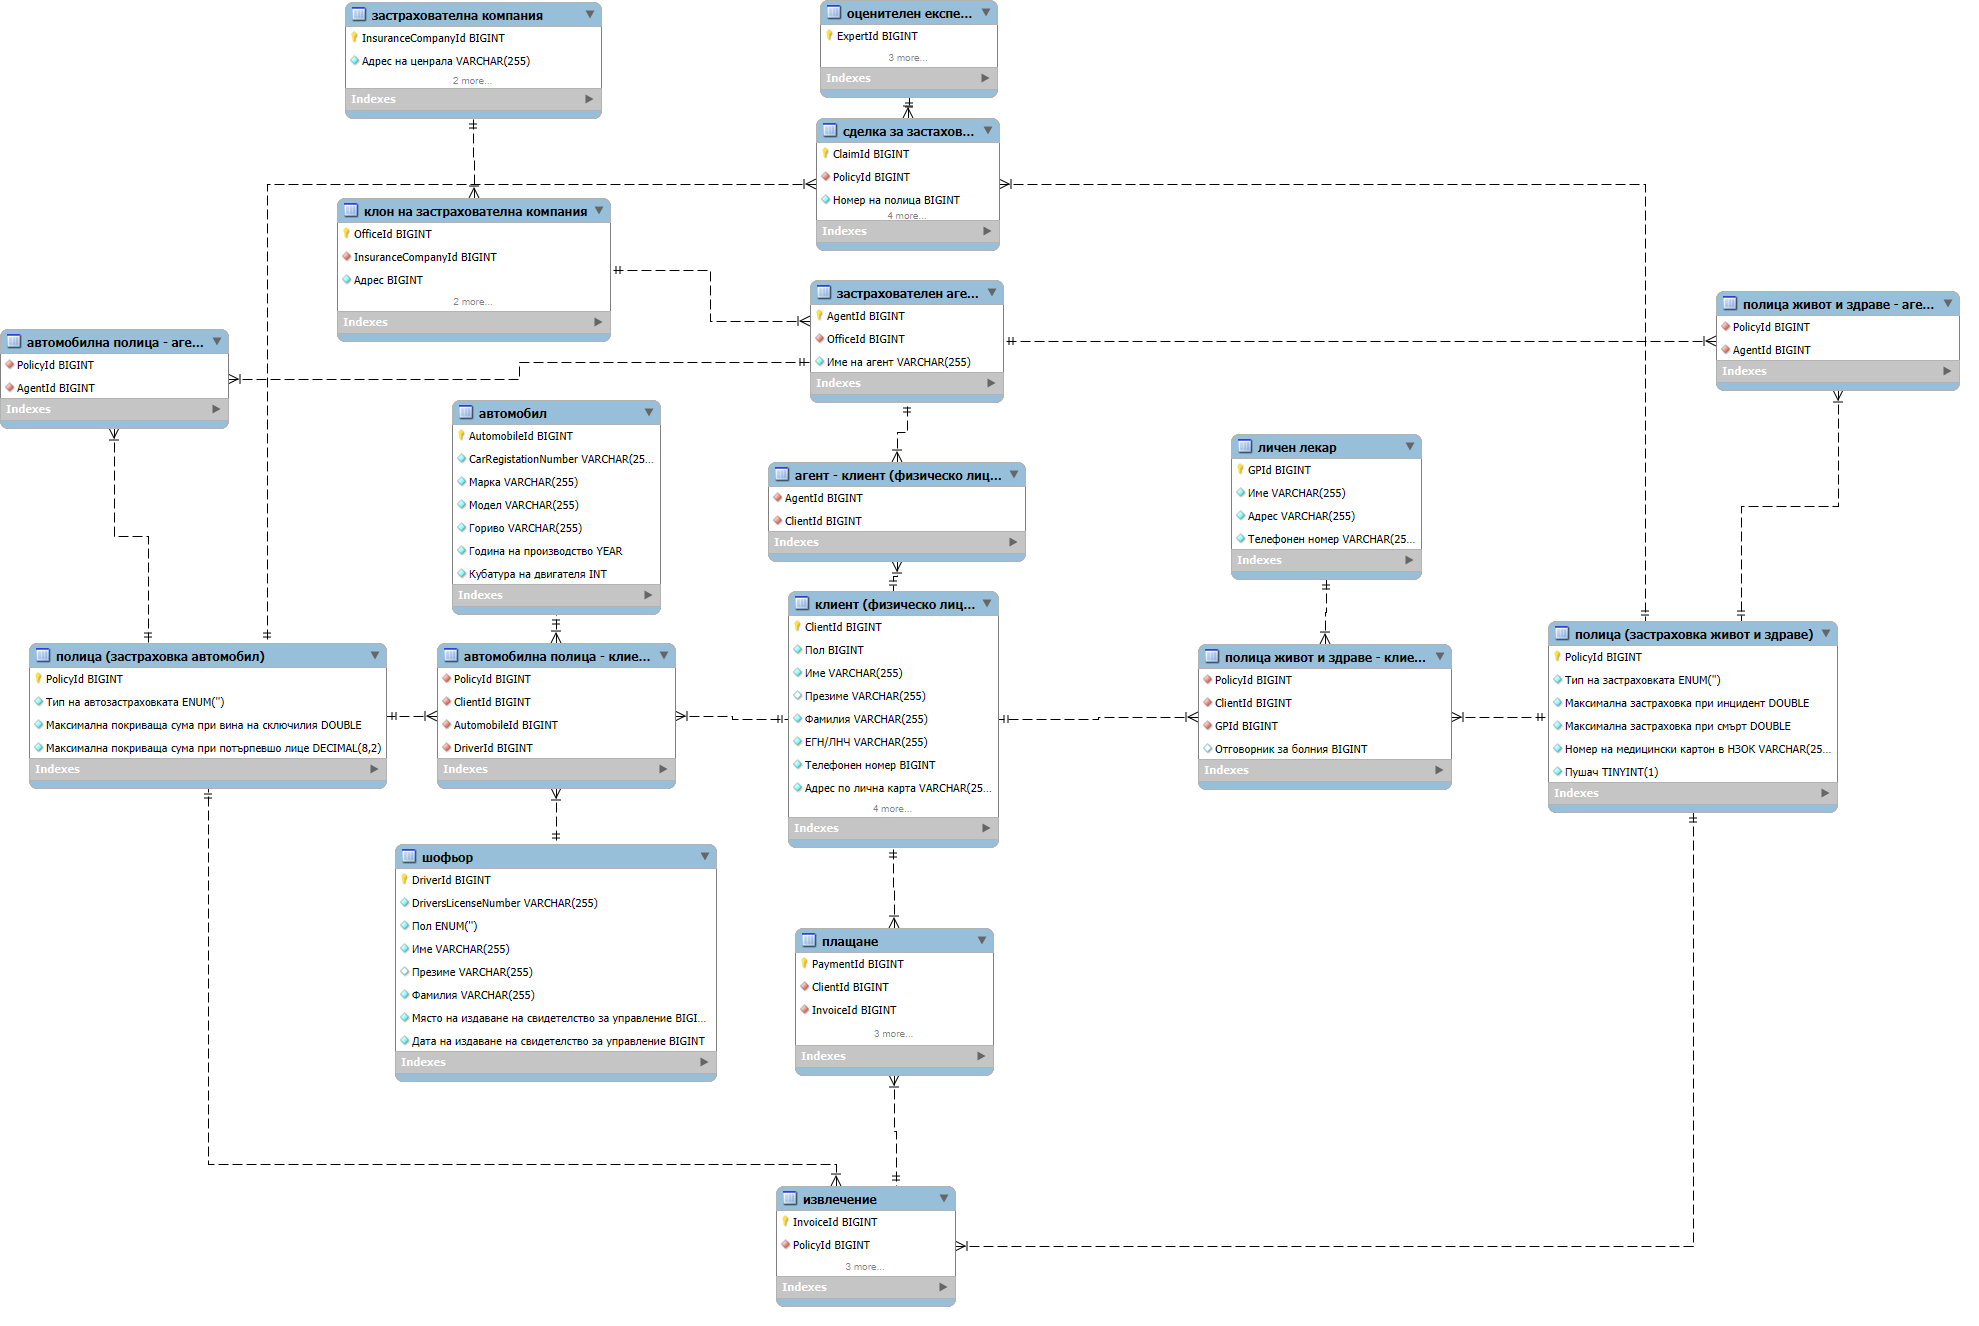 застрахователна компания
InsuranceCompanyId BIGINT
Адрес на ценрала VARCHAR(255)
2 more...
Indexes
оценителен експе...
ExpertId BIGINT
3 more...
Indexes
сделка за застахов...
ClaimId BIGINT
PolicyId BIGINT
Номер на полица BIGINT
4 more...
Indexes
клон на застрахователна компания
OfficeId BIGINT
InsuranceCompanyId BIGINT
Адрес BIGINT
2 more...
Indexes
застрахователен аге...
AgentId BIGINT
OfficeId BIGINT
Име на агент VARCHAR(255)
Indexes
полица живот и здраве - аге...
PolicyId BIGINT
AgentId BIGINT
Indexes
автомобилна полица - аге...
PolicyId BIGINT
AgentId BIGINT
Indexes
автомобил
AutomobileId BIGINT
CarRegistationNumber VARCHAR(25...
Марка VARCHAR(255)
Модел VARCHAR(255)
Гориво VARCHAR(255)
Година на производство YEAR
Кубатура на двигателя INT
Indexes
агент - клиент (физическо лиц...
AgentId BIGINT
ClientId BIGINT
Indexes
личен лекар
GPId BIGINT
Име VARCHAR(255)
Адрес VARCHAR(255)
Телефонен номер VARCHAR(25...
Indexes
полица (застраховка автомобил)
PolicyId BIGINT
Тип на автозастраховката ENUM('')
Максимална покриваща сума при вина на сключилия DOUBLE
Максимална покриваща сума при потърпевшо лице DECIMAL(8,2)
Indexes
автомобилна полица - клие...
PolicyId BIGINT
ClientId BIGINT
AutomobileId BIGINT
DriverId BIGINT
Indexes
клиент (физическо лиц...
ClientId BIGINT
Пол BIGINT
Име VARCHAR(255)
Презиме VARCHAR(255)
Фамилия VARCHAR(255)
ЕГН/ЛНЧ VARCHAR(255)
Телефонен номер BIGINT
Адрес по лична карта VARCHAR(25...
4 more...
Indexes
полица живот и здраве - клие...
PolicyId BIGINT
ClientId BIGINT
GPId BIGINT
Отговорник за болния BIGINT
Indexes
полица (застраховка живот и здраве)
PolicyId BIGINT
Тип на застраховката ENUM('')
Максимална застраховка при инцидент DOUBLE
Максимална застраховка при смърт DOUBLE
Номер на медицински картон в НЗОК VARCHAR(25...
Пушач TINYINT(1)
Indexes
шофьор
DriverId BIGINT
DriversLicenseNumber VARCHAR(255)
Пол ENUM('')
Име VARCHAR(255)
Презиме VARCHAR(255)
Фамилия VARCHAR(255)
Място на издаване на свидетелство за управление BIGI...
Дата на издаване на свидетелство за управление BIGINT
Indexes
плащане
PaymentId BIGINT
ClientId BIGINT
InvoiceId BIGINT
3 more...
Indexes
извлечение
InvoiceId BIGINT
PolicyId BIGINT
3 more...
Indexes